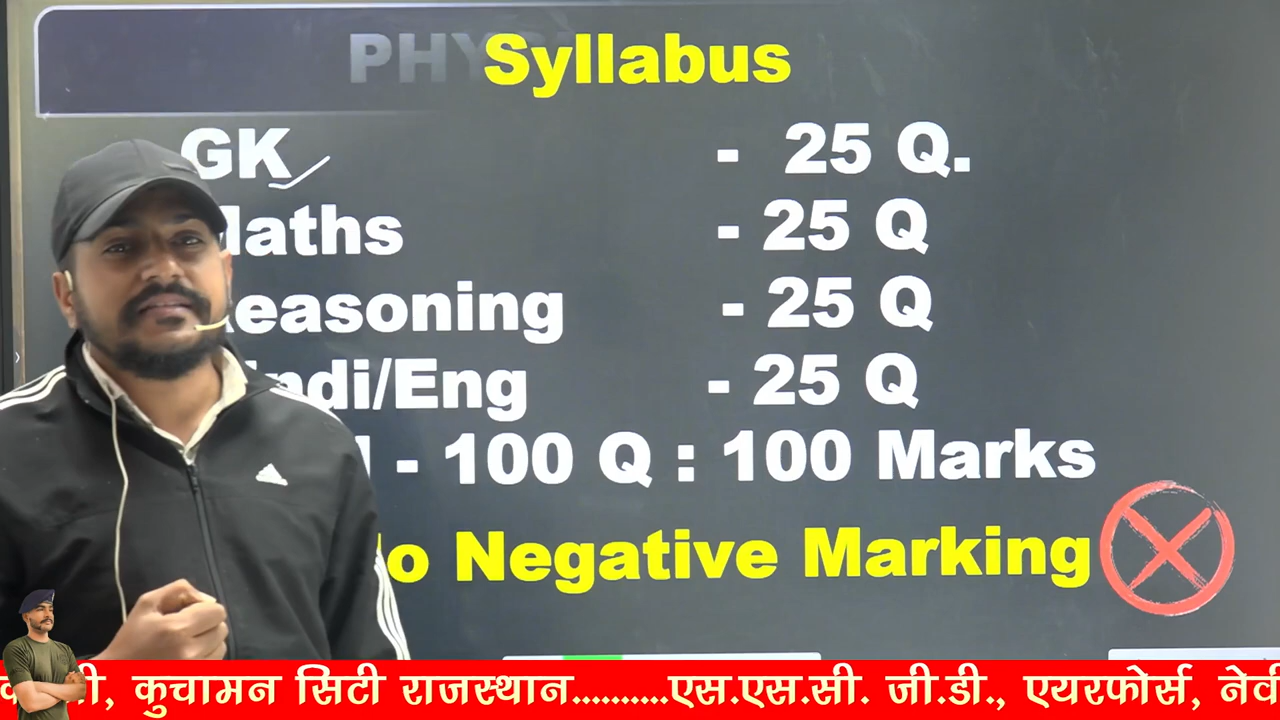 Syllabus
GK - 25 Q.
aths - 25 Q
easoning - 25 Q
ndi/Eng - 25 Q
- 100 Q : 100 Marks
o Negative Marking
, कुचामन सिटी राजस्थान..........एस.एस.सी. जी.डी., एयरफोर्स, नेवी